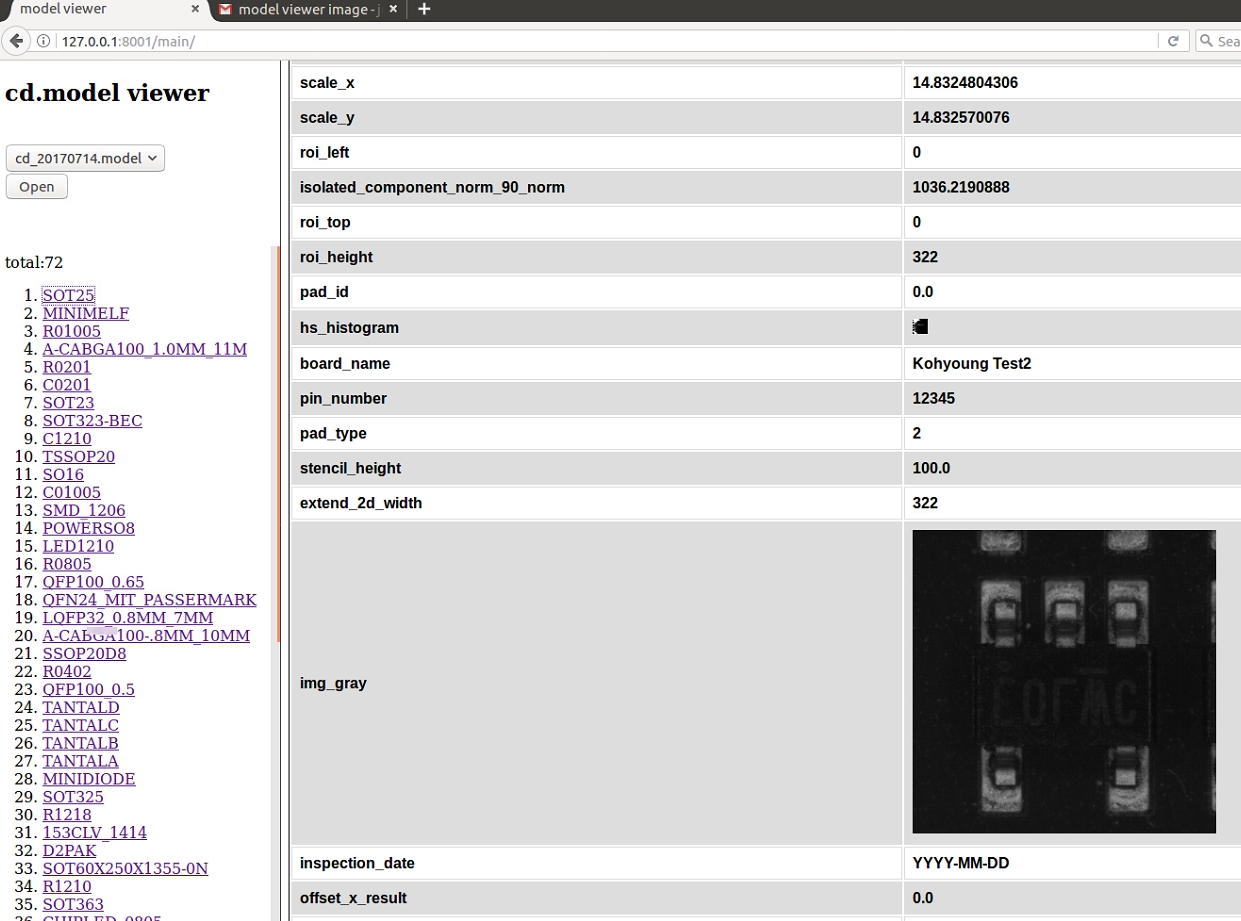 model viewer
model viewer image - j
127.0.0.1:8001/main/
Sea
cd.model viewer
cd_20170714.model
Open
total:72
1. SOT25
2. MINIMELF
3. R01005
4. A-CABGA100_1.0MM_11M
5. R0201
6. C0201
7. SOT23
8. SOT323-BEC
9. C1210
10. TSSOP20
11. SO16
12. C01005
13. SMD_1206
14. POWERSO8
15. LED1210
16. R0805
17. QFP100_0.65
18. QFN24_MIT_PASSERMARK
19. LQFP32_0.8MM_7MM
20. A-CABGA100-.8MM_10MM
21. SSOP20D8
22. R0402
23. QFP100_0.5
24. TANTALD
25. TANTALC
26. TANTALB
27. TANTALA
28. MINIDIODE
29. SOT325
30. R1218
31. 153CLV_1414
32. D2PAK
33. SOT60X250X1355-0N
34. R1210
35. SOT363
36. CHIPLED_0805
scale_x 14.8324804306
scale_y 14.832570076
roi_left 0
isolated_component_norm_90_norm 1036.2190888
roi_top 0
roi_height 322
pad_id 0.0
hs_histogram
board_name Kohyoung Test2
pin_number 12345
pad_type 2
stencil_height 100.0
extend_2d_width 322
img_gray
inspection_date YYYY-MM-DD
offset_x_result 0.0